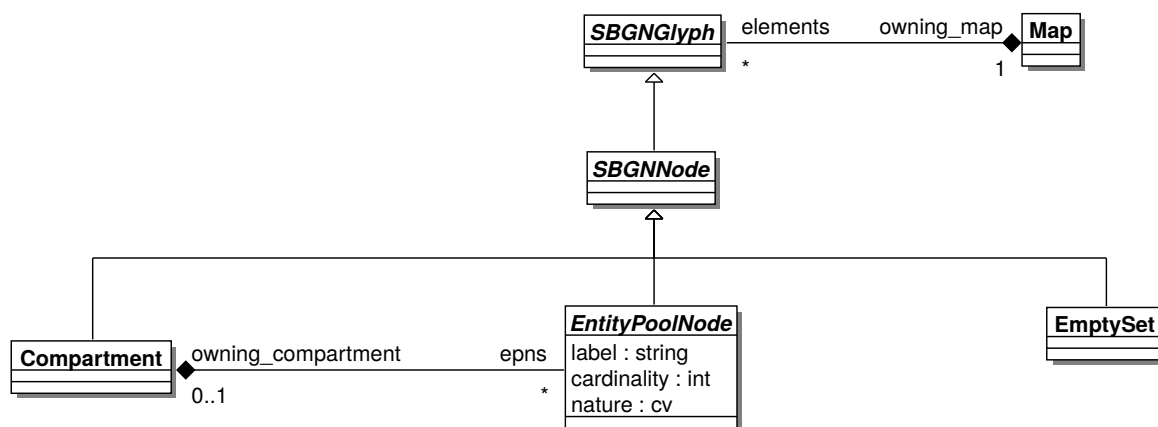 SBGNGlyph
elements
owning_map
Map
*
1
SBGNNode
EntityPoolNode
label : string
cardinality : int
nature : cv
EmptySet
Compartment
owning_compartment
epns
0..1
*